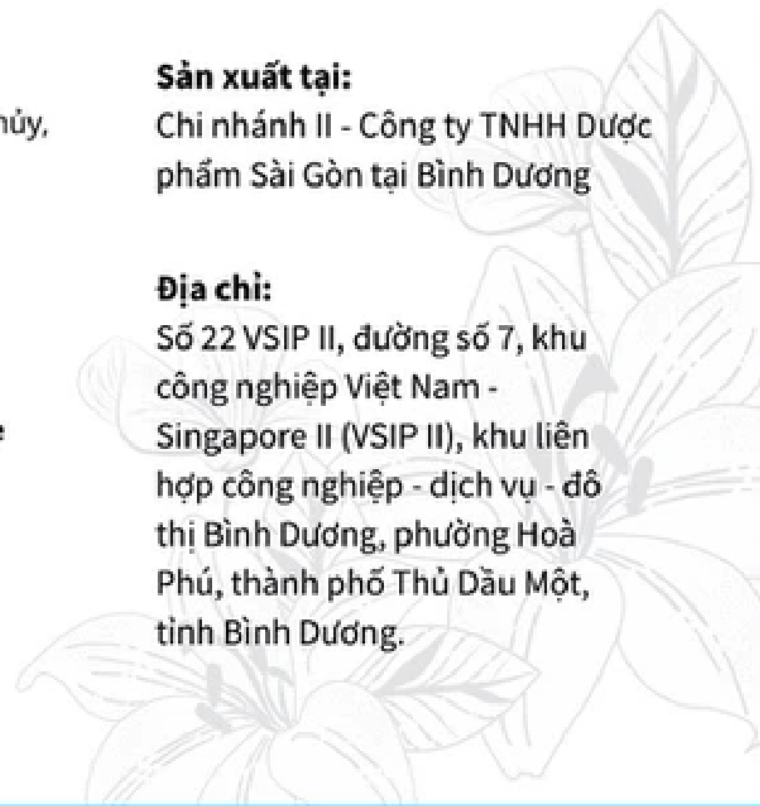 Sản xuất tại:
Chi nhánh II - Công ty TNHH Dược
phẩm Sài Gòn tại Bình Dương
Địa chỉ:
Số 22 VSIP II, đường số 7, khu
công nghiệp Việt Nam -
Singapore II (VSIP II), khu liên
hợp công nghiệp - dịch vụ - đô
thị Bình Dương, phường Hoà
Phú, thành phố Thủ Dầu Một,
tỉnh Bình Dương.